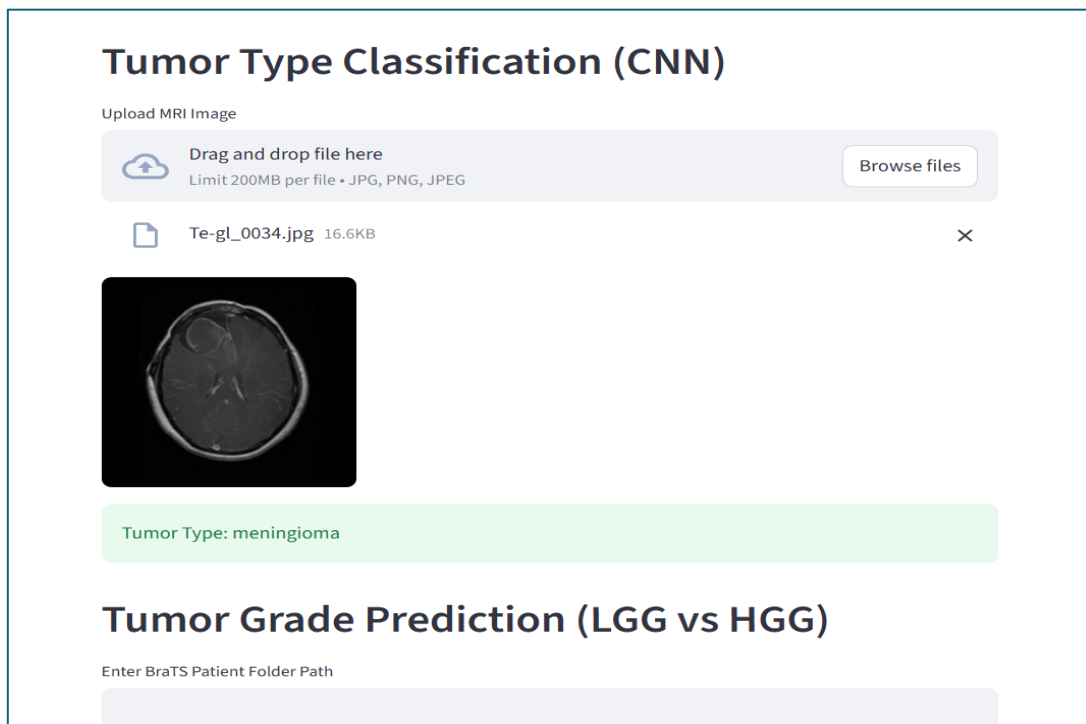 Tumor Type Classification (CNN)
Upload MRI Image
Drag and drop file here
Limit 200MB per file • JPG, PNG, JPEG
Browse files
Te-gl_0034.jpg 16.6KB
Tumor Type: meningioma
Tumor Grade Prediction (LGG vs HGG)
Enter BraTS Patient Folder Path